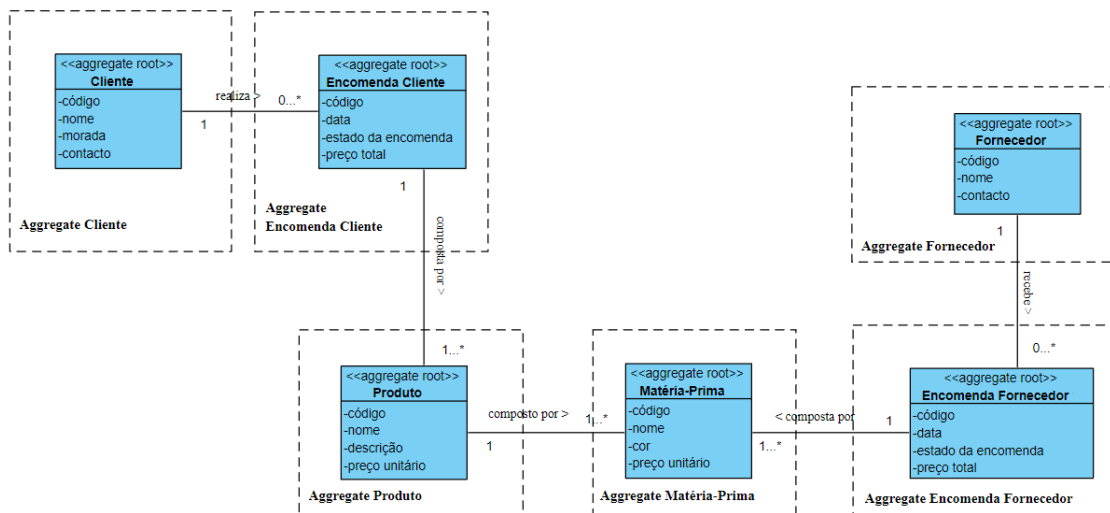 <<aggregate root>>
Cliente
-código
-nome
-morada
-contacto
Aggregate Cliente
realiza >
1
0...*
<<aggregate root>>
Encomenda Cliente
-código
-data
-estado da encomenda
-preço total
Aggregate
Encomenda Cliente
1
composta por >
1...*
<<aggregate root>>
Fornecedor
-código
-nome
-contacto
Aggregate Fornecedor
1
recebe >
0...*
<<aggregate root>>
Produto
-código
-nome
-descrição
-preço unitário
Aggregate Produto
composto por >
1
1...*
<<aggregate root>>
Matéria-Prima
-código
-nome
-cor
-preço unitário
Aggregate Matéria-Prima
< composta por
1...*
1
<<aggregate root>>
Encomenda Fornecedor
-código
-data
-estado da encomenda
-preço total
Aggregate Encomenda Fornecedor